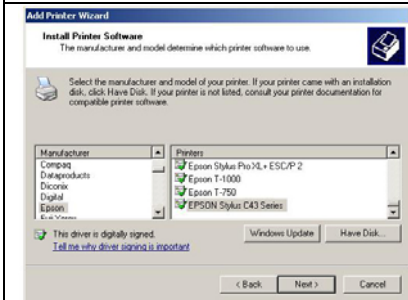 Add Printer Wizard
Install Printer Software
The manufacturer and model determine which printer software to use.
Select the manufacturer and model of your printer. If your printer came with an installation
disk, click Have Disk. If your printer is not listed, consult your printer documentation for
compatible printer software.
Manufacturer
Compaq
Dataproducts
Diconix
Digital
Epson
Fuji Xerox
Printers
Epson Stylus Pro XL+ ESC/P 2
Epson T-1000
Epson T-750
EPSON Stylus C43 Series
This driver is digitally signed.
Tell me why driver signing is important
Windows Update
Have Disk...
< Back
Next >
Cancel